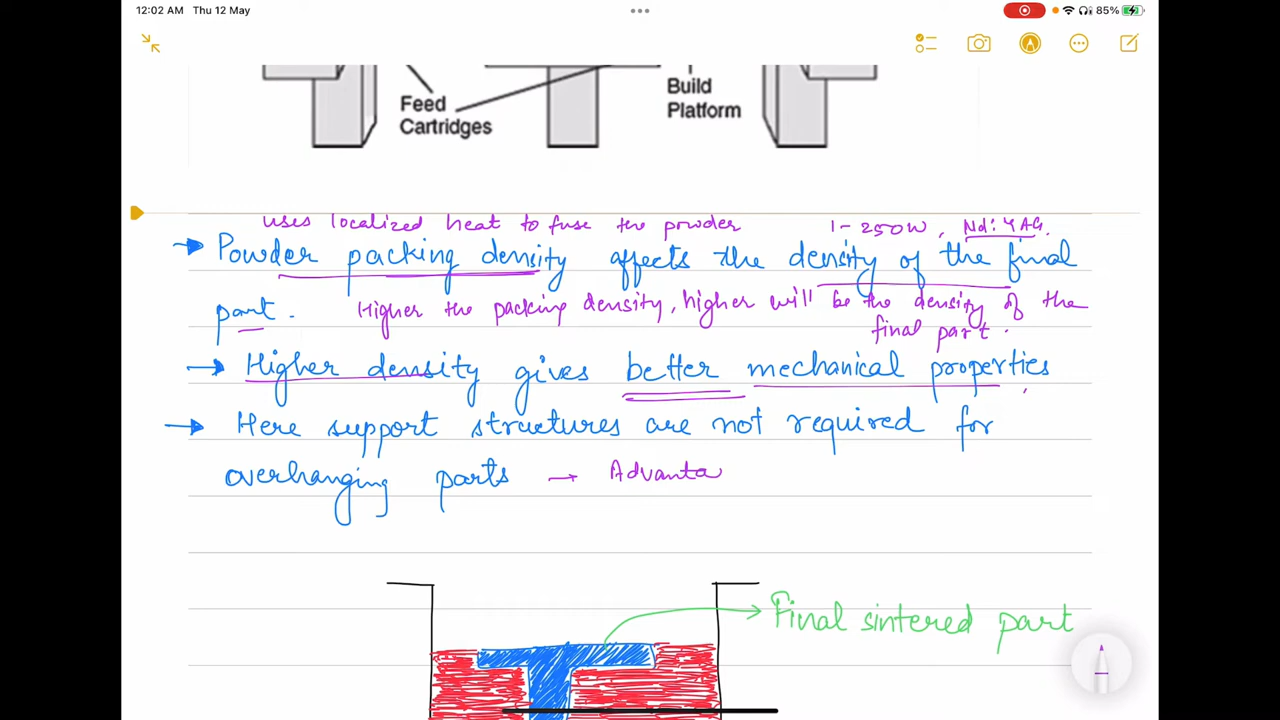 12:02 AM Thu 12 May
85%
Feed
Cartridges
Build
Platform
uses localized heat to fuse the powder 1-250W, Nd:YAG.
→ Powder packing density affects the density of the final
part. Higher the packing density, higher will be the density of the
final part.
→ Higher density gives better mechanical properties
→ Here support structures are not required for
overhanging parts → Advanta
Final sintered part